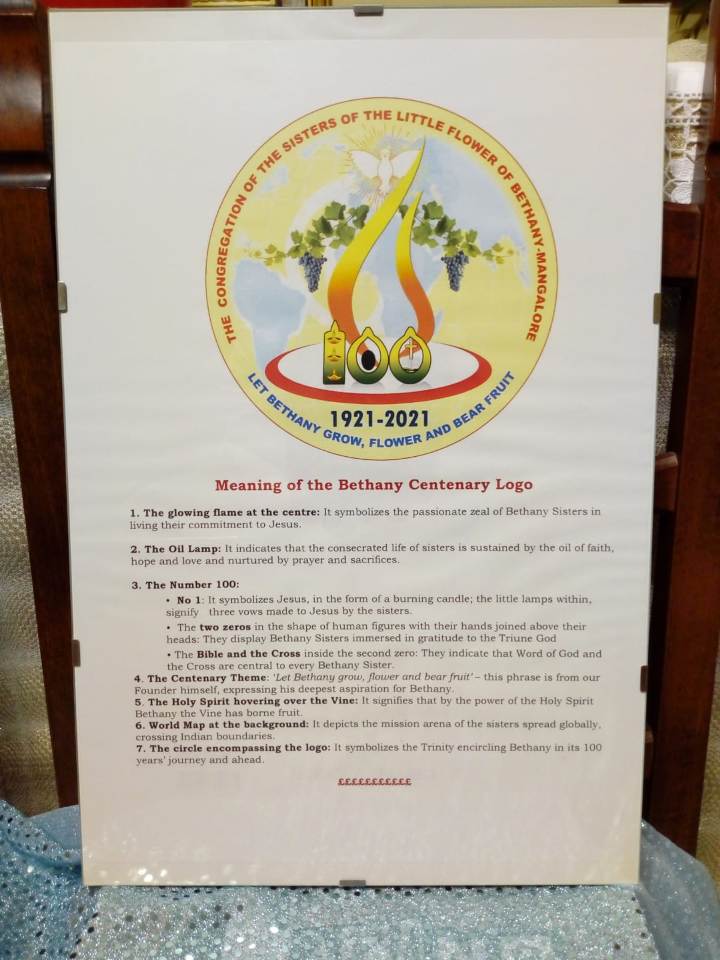 THE CONGREGATION OF THE SISTERS OF THE LITTLE FLOWER OF BETHANY-MANGALORE
100
1921-2021
LET BETHANY GROW, FLOWER AND BEAR FRUIT
Meaning of the Bethany Centenary Logo
1. The glowing flame at the centre: It symbolizes the passionate zeal of Bethany Sisters in
living their commitment to Jesus.
2. The Oil Lamp: It indicates that the consecrated life of sisters is sustained by the oil of faith,
hope and love and nurtured by prayer and sacrifices.
3. The Number 100:
• No 1: It symbolizes Jesus, in the form of a burning candle; the little lamps within,
signify three vows made to Jesus by the sisters.
• The two zeros in the shape of human figures with their hands joined above their
heads: They display Bethany Sisters immersed in gratitude to the Triune God
• The Bible and the Cross inside the second zero: They indicate that Word of God and
the Cross are central to every Bethany Sister.
4. The Centenary Theme: 'Let Bethany grow, flower and bear fruit' – this phrase is from our
Founder himself, expressing his deepest aspiration for Bethany.
5. The Holy Spirit hovering over the Vine: It signifies that by the power of the Holy Spirit
Bethany the Vine has borne fruit.
6. World Map at the background: It depicts the mission arena of the sisters spread globally,
crossing Indian boundaries.
7. The circle encompassing the logo: It symbolizes the Trinity encircling Bethany in its 100
years' journey and ahead.
£££££££££££